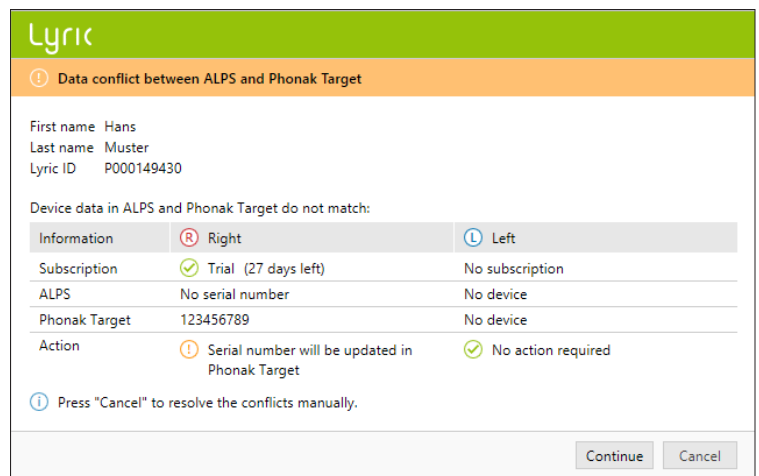 Lyric
Data conflict between ALPS and Phonak Target
First name Hans
Last name Muster
Lyric ID P000149430
Device data in ALPS and Phonak Target do not match:
Information R Right L Left
Subscription Trial (27 days left) No subscription
ALPS No serial number No device
Phonak Target 123456789 No device
Action Serial number will be updated in No action required
Phonak Target
Press "Cancel" to resolve the conflicts manually.
Continue Cancel